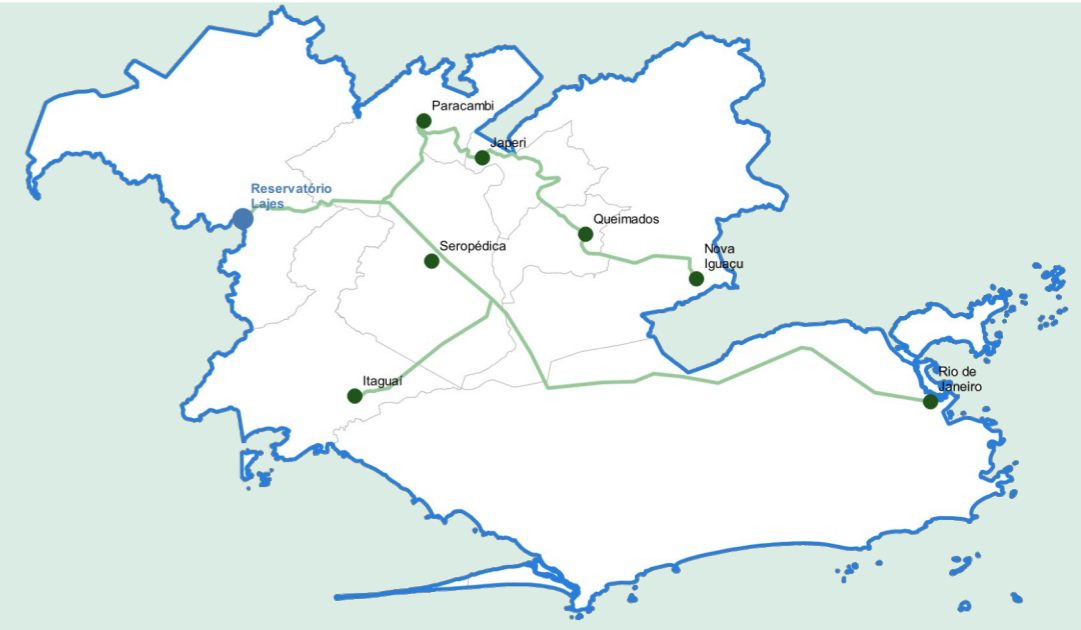 Paracambi
Japeri
Reservatório
Lajes
Queimados
Seropédica
Nova
Iguaçu
Itaguaí
Rio de
Janeiro